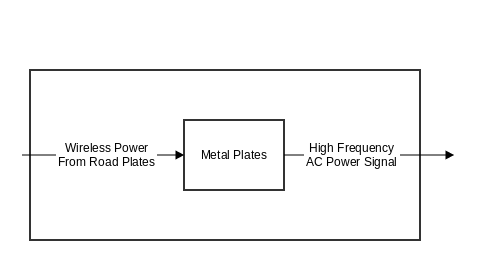 Wireless Power
From Road Plates
Metal Plates
High Frequency
AC Power Signal